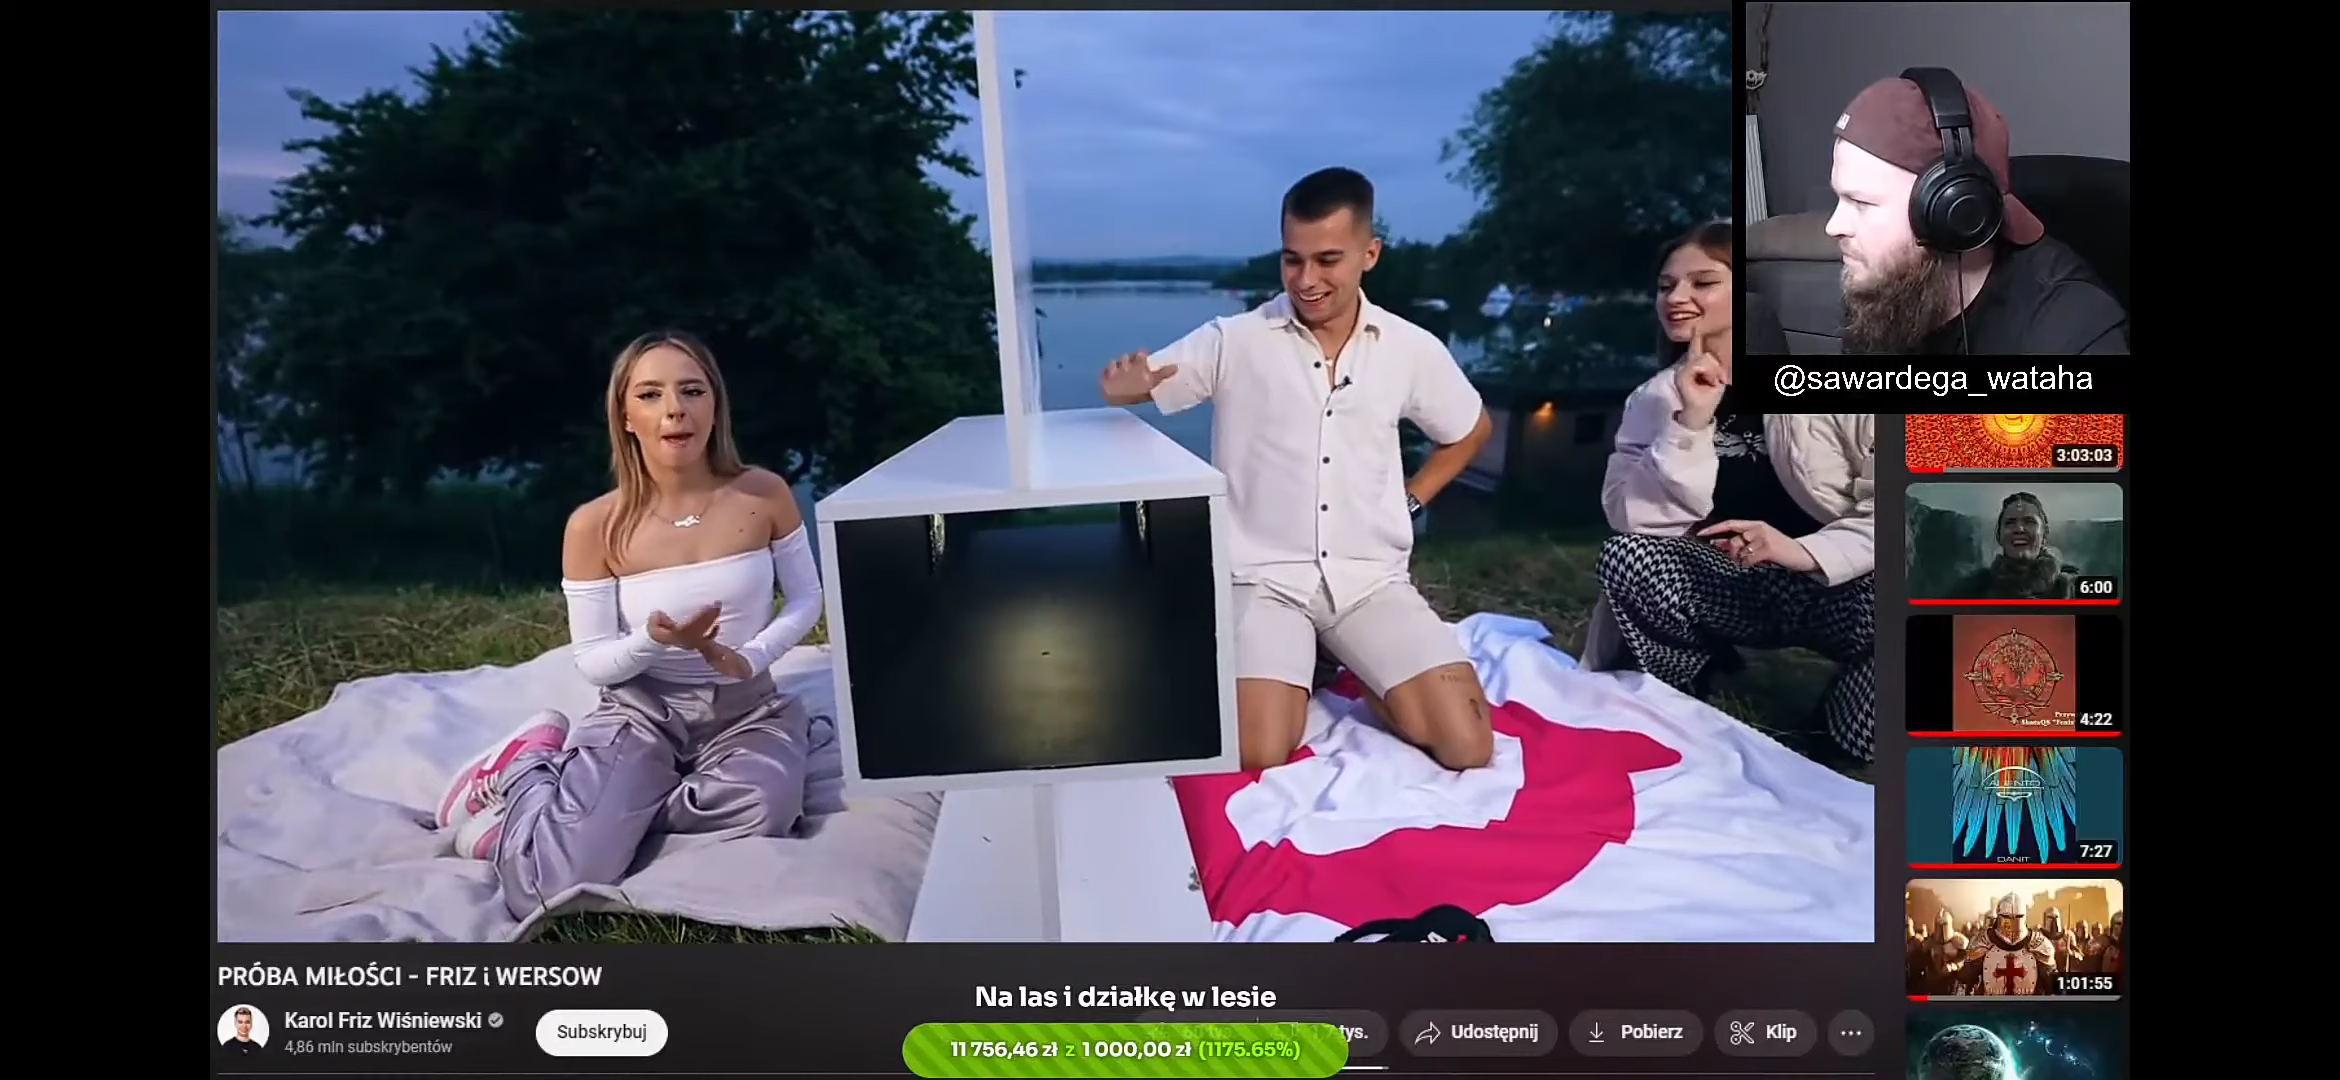 @sawardega_wataha
3:03:03
6:00
4:22
7:27
DANIT
1:01:55
PRÓBA MIŁOŚCI - FRIZ i WERSOW
Karol Friz Wiśniewski
4,86 mln subskrybentów
Subskrybuj
Na las i działkę w lesie
11 756,46 zł z 1 000,00 zł (1175.65%)
tys.
Udostępnij
Pobierz
Klip